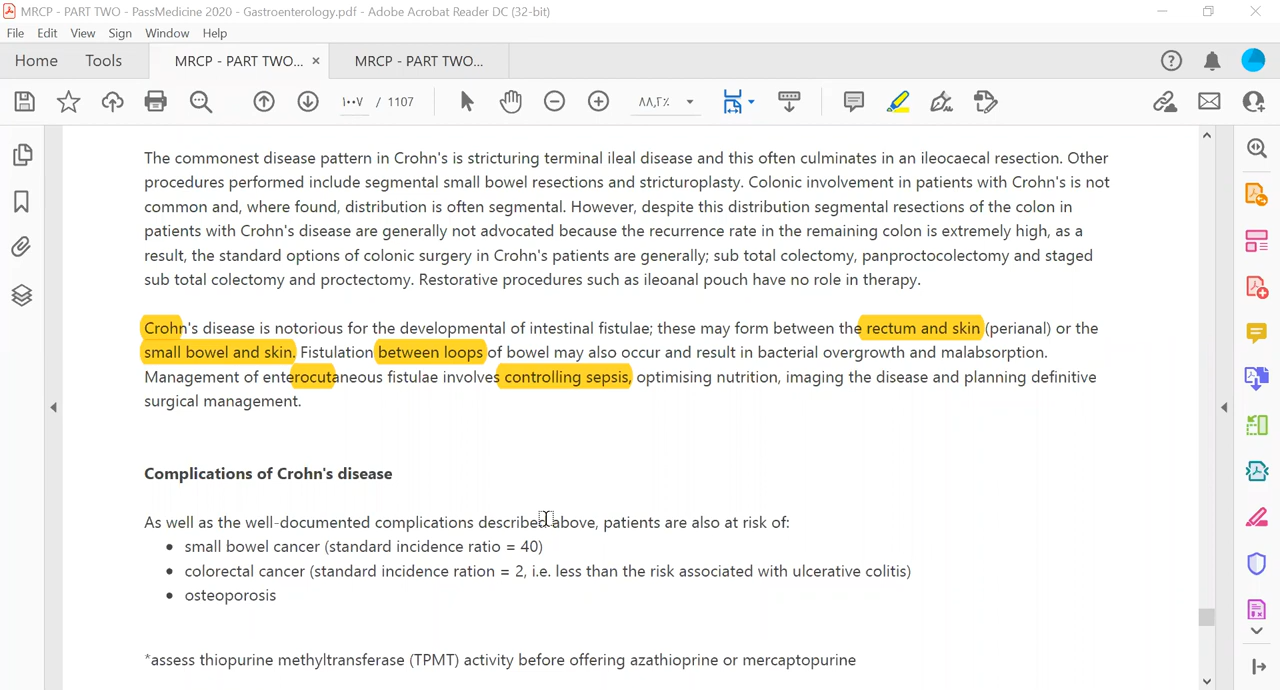 MRCP - PART TWO - PassMedicine 2020 - Gastroenterology.pdf - Adobe Acrobat Reader DC (32-bit)
File Edit View Sign Window Help
Home Tools MRCP - PART TWO... × MRCP - PART TWO...
١٠٠٧ / 1107 ٨٨,٣٪
The commonest disease pattern in Crohn's is stricturing terminal ileal disease and this often culminates in an ileocaecal resection. Other
procedures performed include segmental small bowel resections and stricturoplasty. Colonic involvement in patients with Crohn's is not
common and, where found, distribution is often segmental. However, despite this distribution segmental resections of the colon in
patients with Crohn's disease are generally not advocated because the recurrence rate in the remaining colon is extremely high, as a
result, the standard options of colonic surgery in Crohn's patients are generally; sub total colectomy, panproctocolectomy and staged
sub total colectomy and proctectomy. Restorative procedures such as ileoanal pouch have no role in therapy.
Crohn's disease is notorious for the developmental of intestinal fistulae; these may form between the rectum and skin (perianal) or the
small bowel and skin. Fistulation between loops of bowel may also occur and result in bacterial overgrowth and malabsorption.
Management of enterocutaneous fistulae involves controlling sepsis, optimising nutrition, imaging the disease and planning definitive
surgical management.
Complications of Crohn's disease
As well as the well-documented complications described above, patients are also at risk of:
• small bowel cancer (standard incidence ratio = 40)
• colorectal cancer (standard incidence ration = 2, i.e. less than the risk associated with ulcerative colitis)
• osteoporosis
*assess thiopurine methyltransferase (TPMT) activity before offering azathioprine or mercaptopurine